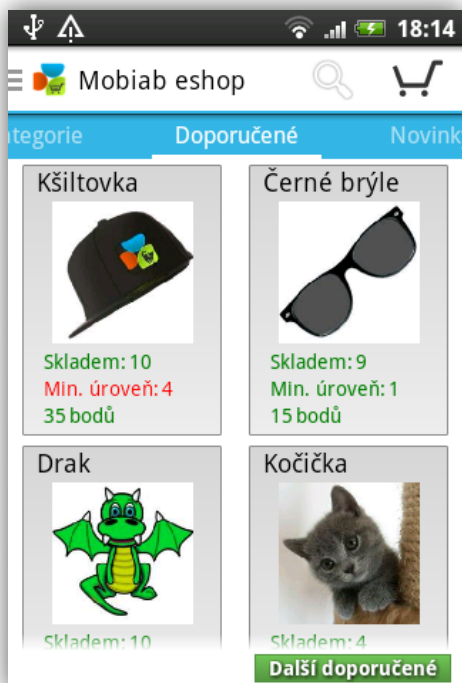 18:14
Mobiab eshop
tegorie Doporučené Novink
Kšiltovka
Skladem: 10
Min. úroveň: 4
35 bodů
Černé brýle
Skladem: 9
Min. úroveň: 1
15 bodů
Drak
Skladem: 10
Kočička
Skladem: 4
Další doporučené